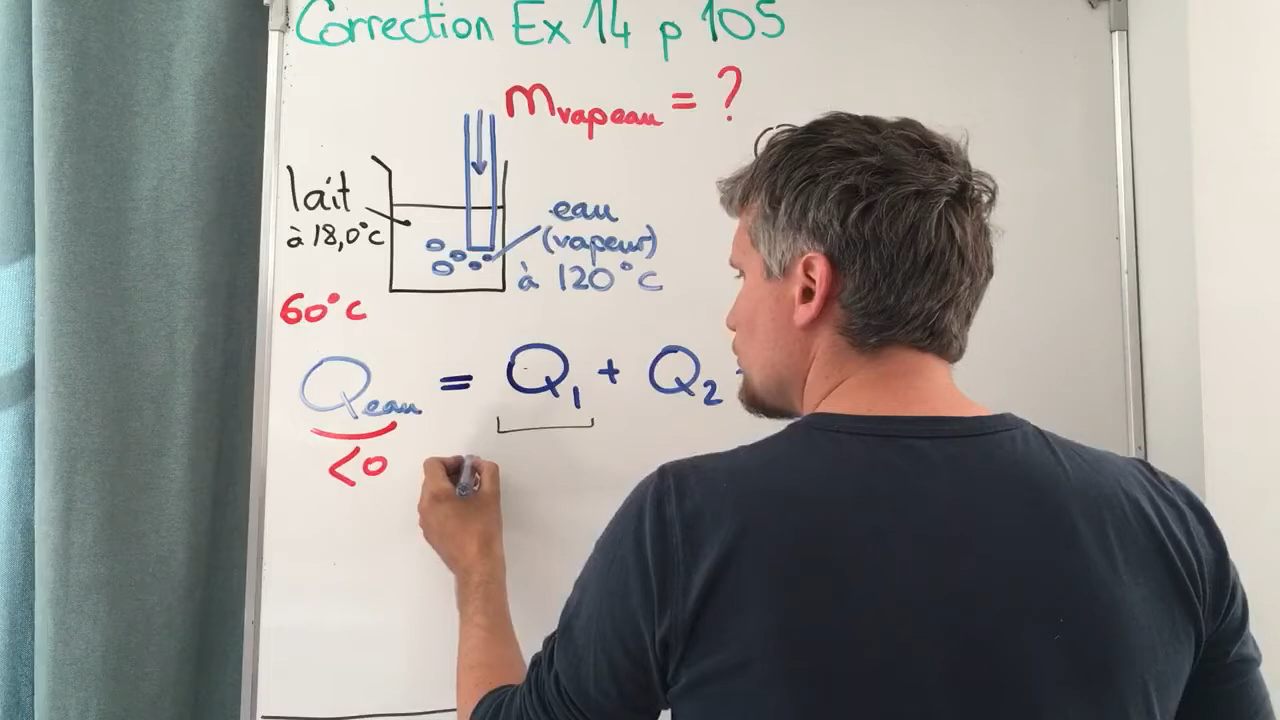 Correction Ex 14 p 105
mvapeau = ?
lait
à 18,0°C
eau
(vapeur)
à 120°C
60°C
Qeau = Q1 + Q2
<0